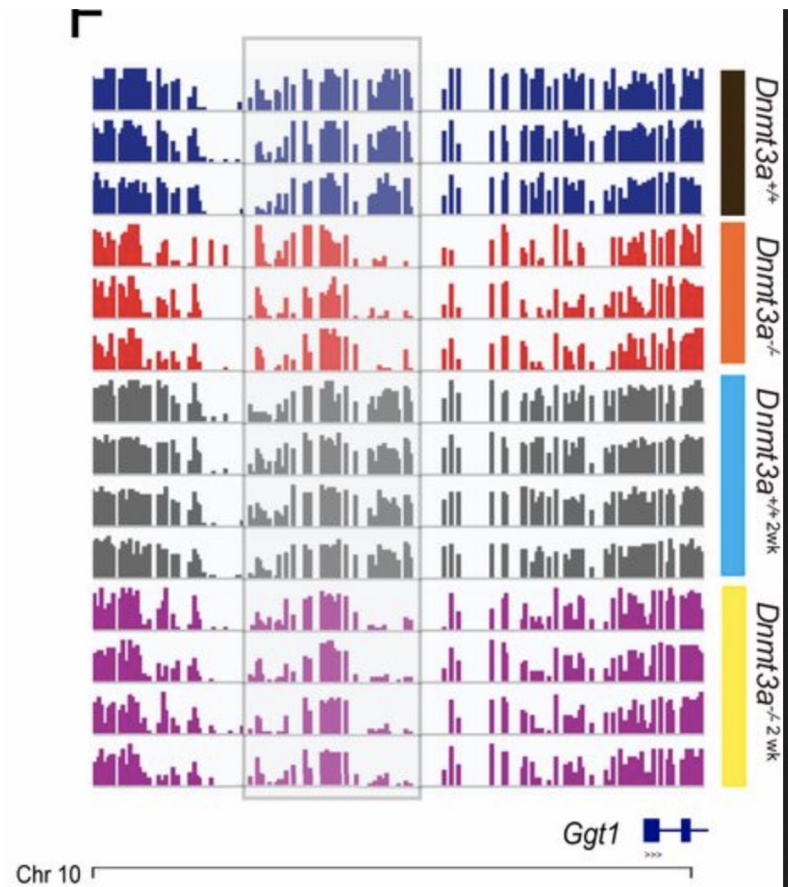 Dnmt3a+/+
Dnmt3a-/-
Dnmt3a+/+ 2wk
Dnmt3a-/- 2 wk
Ggt1
>>>
Chr 10